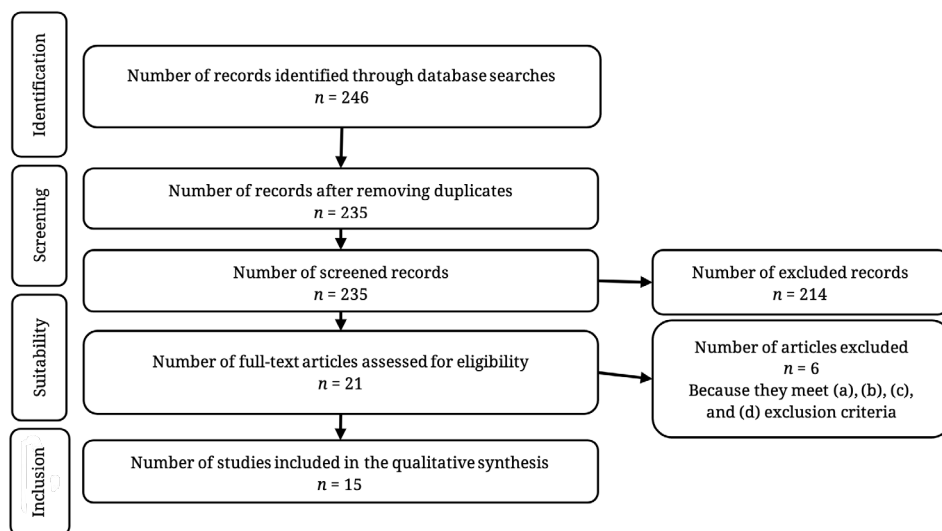 Identification
Number of records identified through database searches
n = 246
Screening
Number of records after removing duplicates
n = 235
Number of screened records
n = 235
Number of excluded records
n = 214
Suitability
Number of full-text articles assessed for eligibility
n = 21
Number of articles excluded
n = 6
Because they meet (a), (b), (c),
and (d) exclusion criteria
Inclusion
Number of studies included in the qualitative synthesis
n = 15